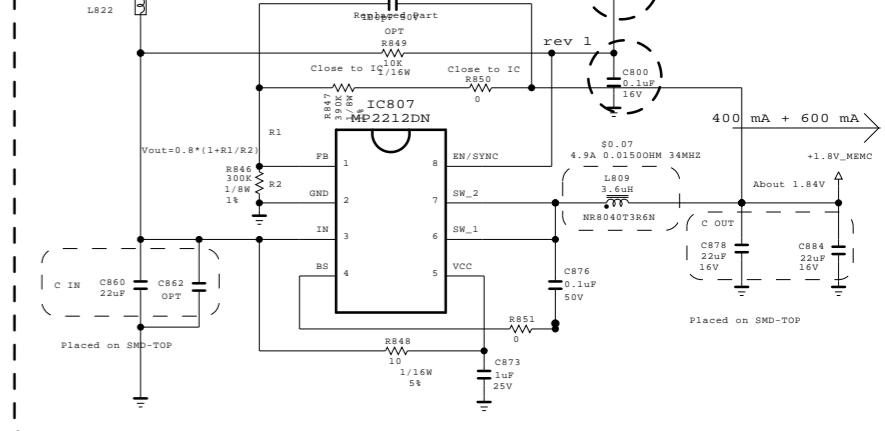 L822
Replaced Part
100pF 50V
OPT
R849
10K
1/16W
rev 1
Close to IC
Close to IC
R850
0
C800
0.1uF
16V
R847
390K
1/8W
1%
IC807
MP2212DN
R1
Vout=0.8*(1+R1/R2)
400 mA + 600 mA
$0.07
4.9A 0.0150OHM 34MHZ
+1.8V_MEMC
FB
1
8
EN/SYNC
R846
300K
1/8W
1%
R2
L809
3.6uH
About 1.84V
GND
2
7
SW_2
NR8040T3R6N
C OUT
IN
3
6
SW_1
C878
22uF
16V
C884
22uF
16V
BS
4
5
VCC
C IN
C860
22uF
C862
OPT
C876
0.1uF
50V
R851
0
Placed on SMD-TOP
Placed on SMD-TOP
R848
10
1/16W
5%
C873
1uF
25V